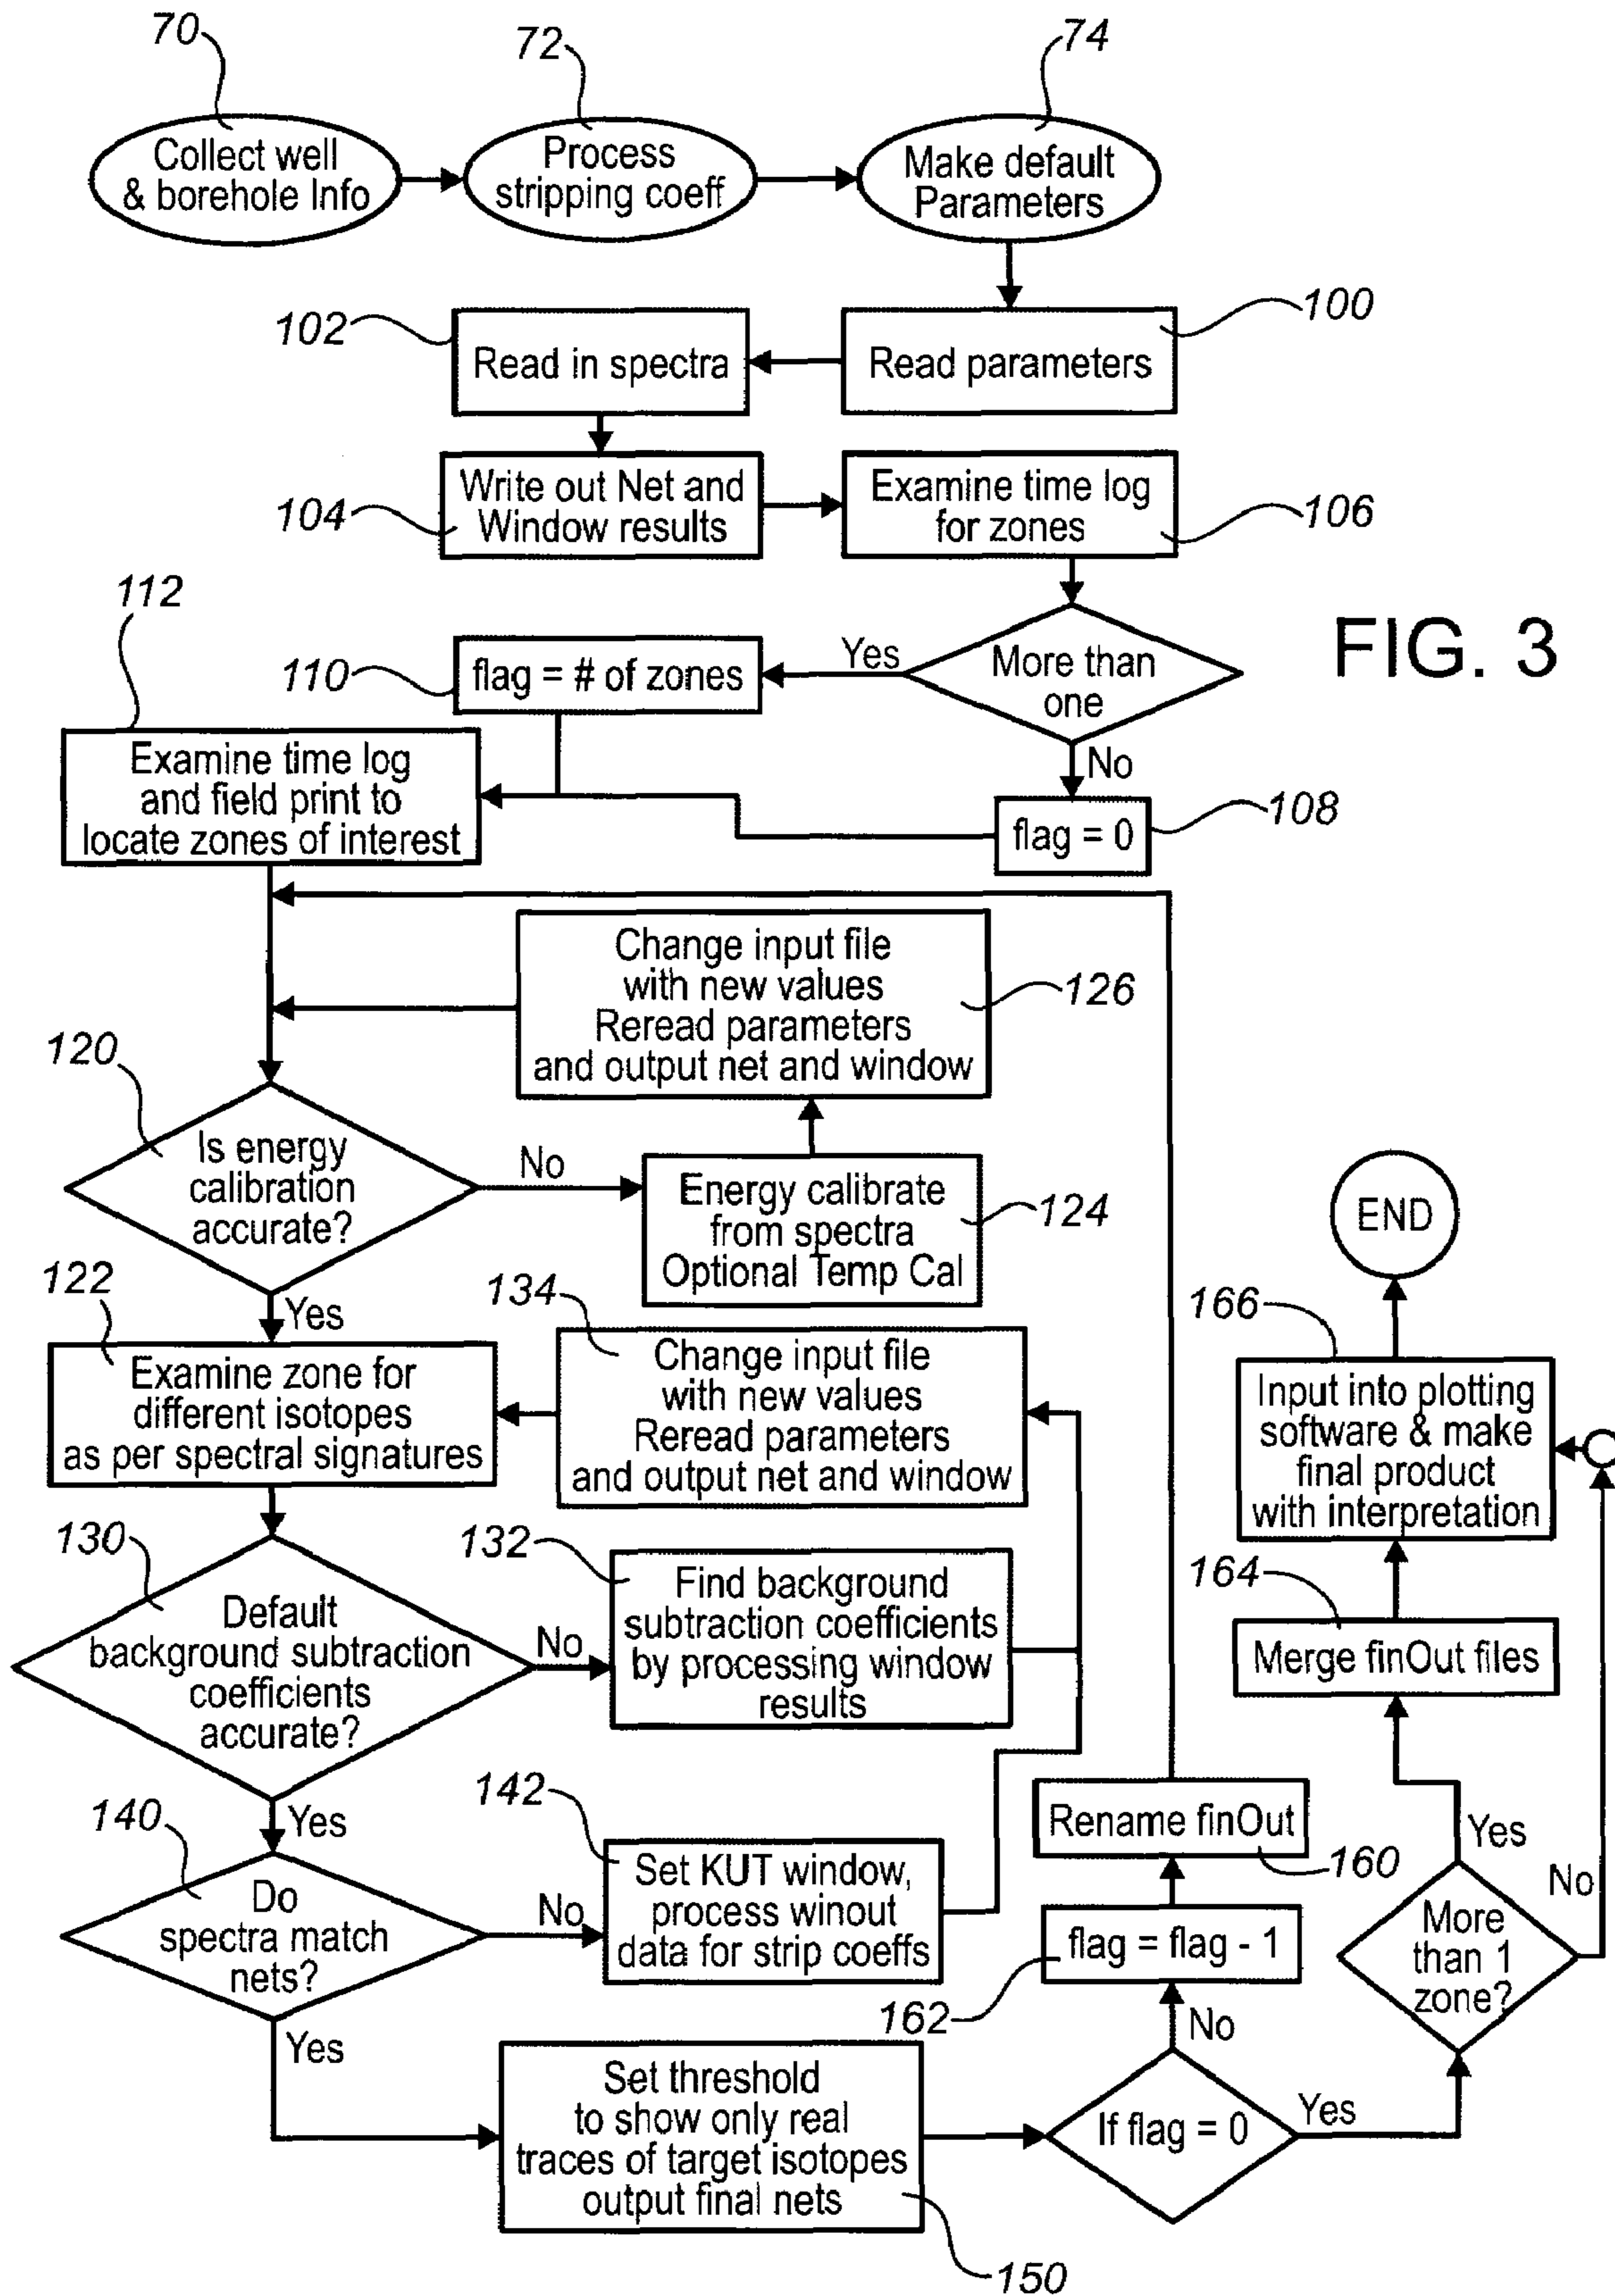 70
72
74
Collect well
& borehole Info
Process
stripping coeff
Make default
Parameters
102
Read in spectra
Read parameters
100
104
Write out Net and
Window results
Examine time log
for zones
106
FIG. 3
112
110
flag = # of zones
Yes
More than
one
No
Examine time log
and field print to
locate zones of interest
flag = 0
108
Change input file
with new values
Reread parameters
and output net and window
126
120
Is energy
calibration
accurate?
No
Energy calibrate
from spectra
Optional Temp Cal
124
Yes
122
Examine zone for
different isotopes
as per spectral signatures
134
Change input file
with new values
Reread parameters
and output net and window
130
Default
background subtraction
coefficients
accurate?
No
132
Find background
subtraction coefficients
by processing window
results
Yes
140
Do
spectra match
nets?
No
142
Set KUT window,
process winout
data for strip coeffs
Yes
Set threshold
to show only real
traces of target isotopes
output final nets
150
If flag = 0
No
162
flag = flag - 1
Rename finOut
160
Yes
More
than 1
zone?
Yes
No
164
Merge finOut files
166
Input into plotting
software & make
final product
with interpretation
END